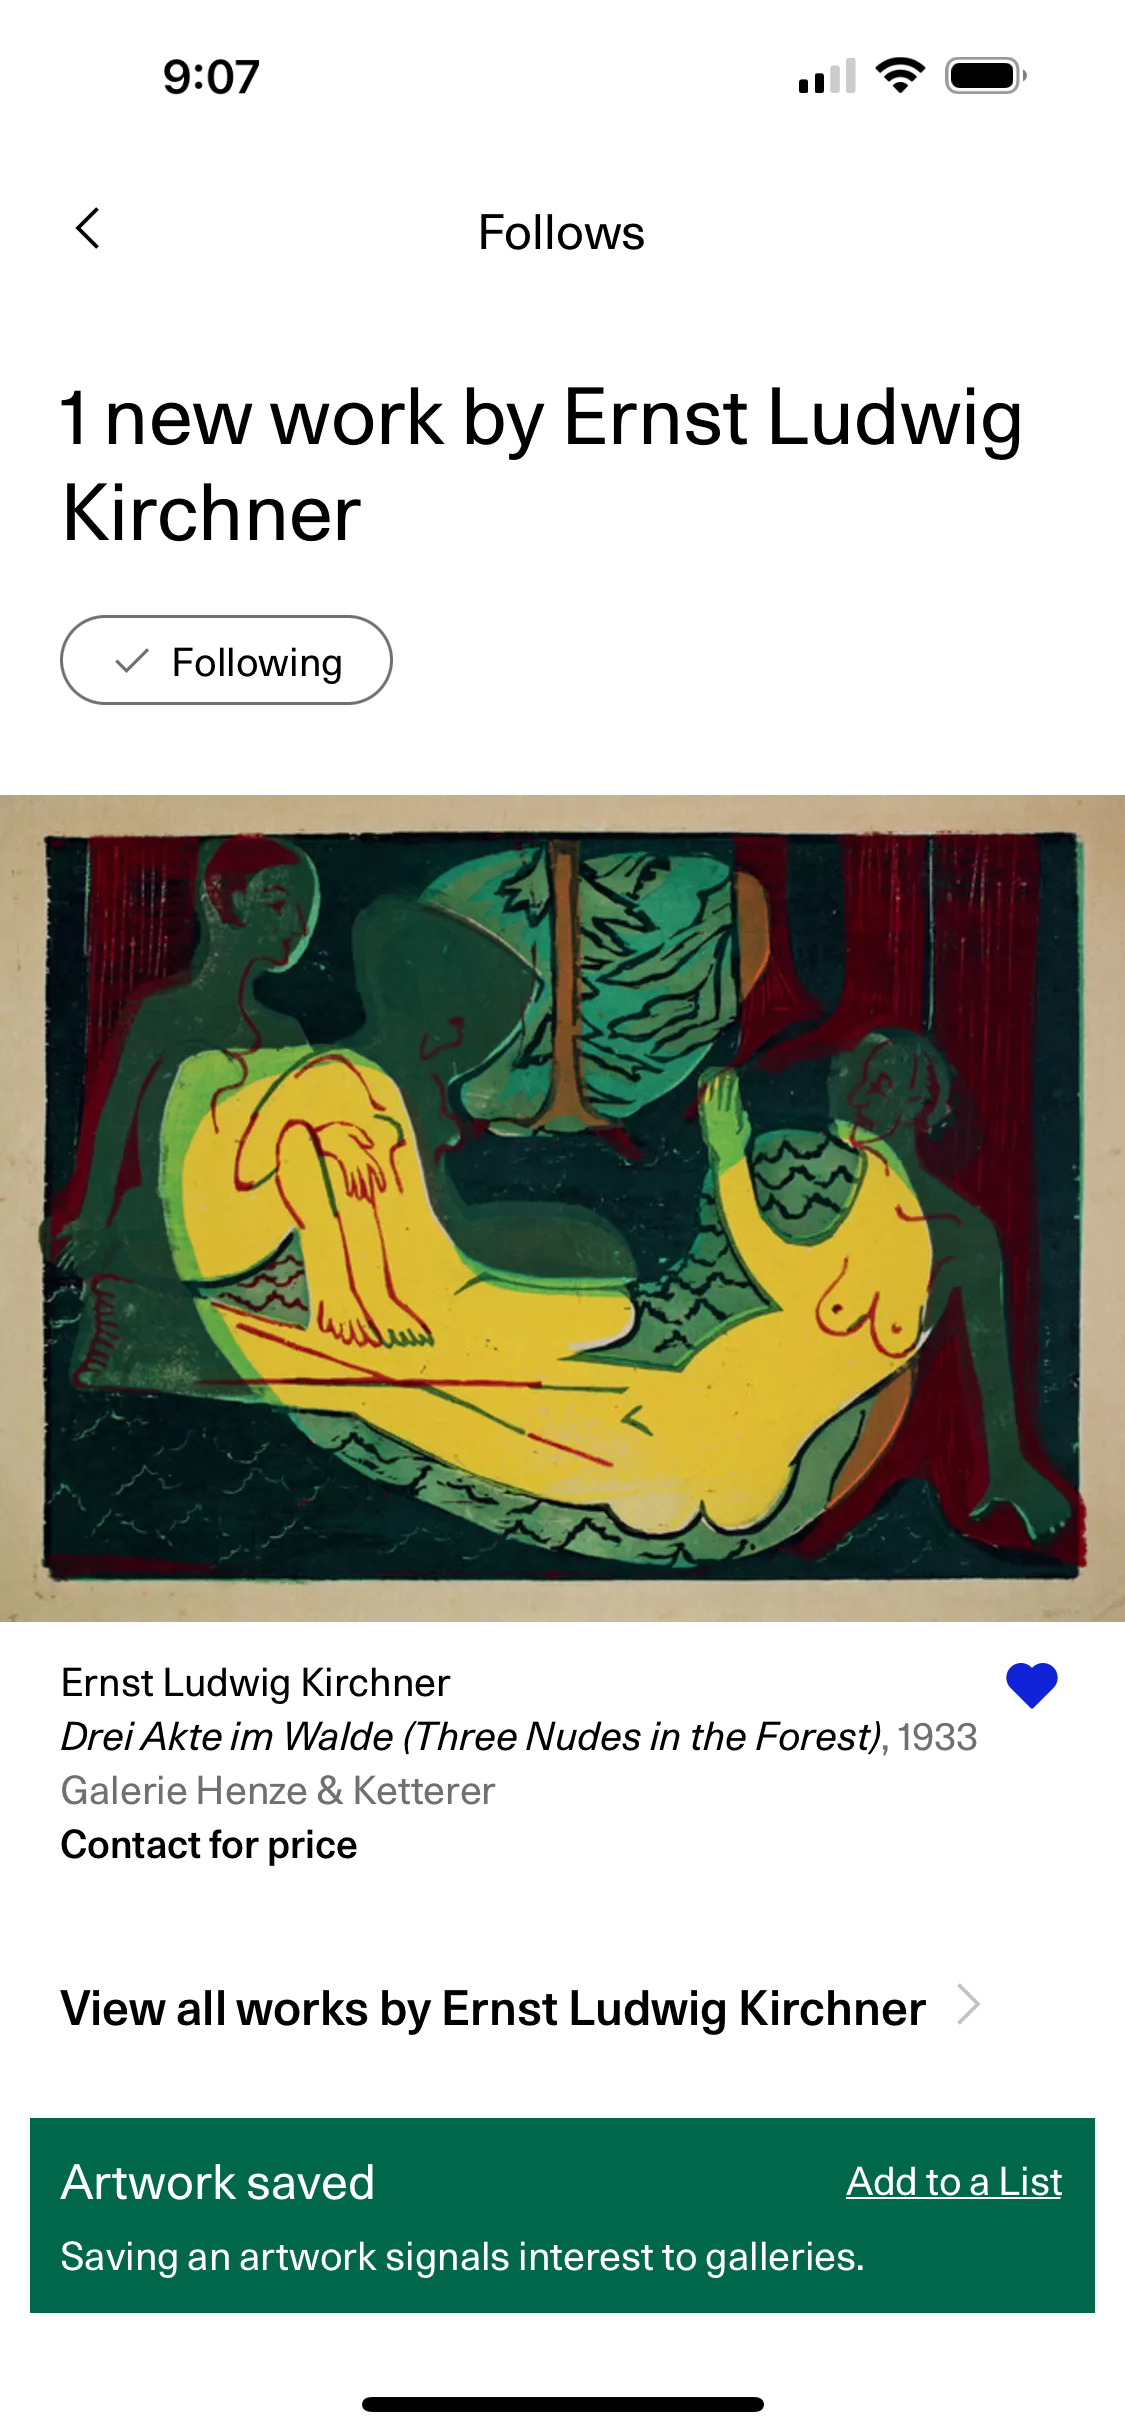 9:07
Follows
1 new work by Ernst Ludwig
Kirchner
Following
Ernst Ludwig Kirchner
Drei Akte im Walde (Three Nudes in the Forest), 1933
Galerie Henze & Ketterer
Contact for price
View all works by Ernst Ludwig Kirchner
Artwork saved
Add to a List
Saving an artwork signals interest to galleries.